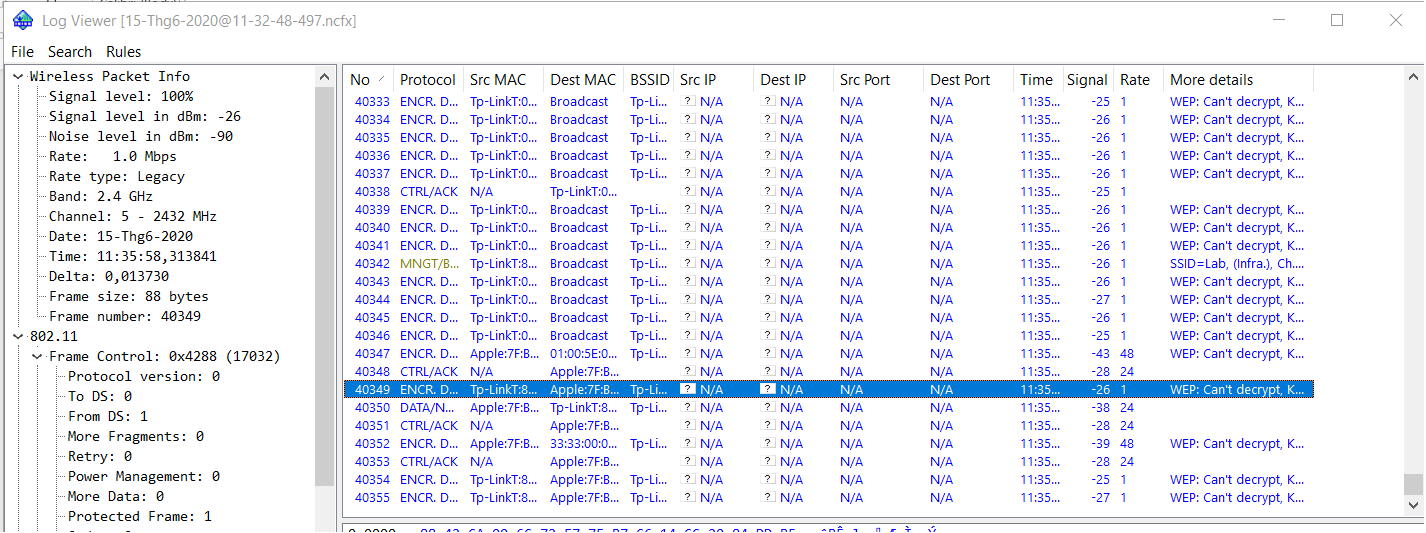 Log Viewer [15-Thg6-2020@11-32-48-497.ncfx]
File Search Rules
Wireless Packet Info
Signal level: 100%
Signal level in dBm: -26
Noise level in dBm: -90
Rate: 1.0 Mbps
Rate type: Legacy
Band: 2.4 GHz
Channel: 5 - 2432 MHz
Date: 15-Thg6-2020
Time: 11:35:58,313841
Delta: 0,013730
Frame size: 88 bytes
Frame number: 40349
802.11
Frame Control: 0x4288 (17032)
Protocol version: 0
To DS: 0
From DS: 1
More Fragments: 0
Retry: 0
Power Management: 0
More Data: 0
Protected Frame: 1
No Protocol Src MAC Dest MAC BSSID Src IP Dest IP Src Port Dest Port Time Signal Rate More details
40333 ENCR. D... Tp-LinkT:0... Broadcast Tp-Li... ? N/A ? N/A N/A N/A 11:35... -25 1 WEP: Can't decrypt, K...
40334 ENCR. D... Tp-LinkT:0... Broadcast Tp-Li... ? N/A ? N/A N/A N/A 11:35... -26 1 WEP: Can't decrypt, K...
40335 ENCR. D... Tp-LinkT:0... Broadcast Tp-Li... ? N/A ? N/A N/A N/A 11:35... -26 1 WEP: Can't decrypt, K...
40336 ENCR. D... Tp-LinkT:0... Broadcast Tp-Li... ? N/A ? N/A N/A N/A 11:35... -26 1 WEP: Can't decrypt, K...
40337 ENCR. D... Tp-LinkT:0... Broadcast Tp-Li... ? N/A ? N/A N/A N/A 11:35... -26 1 WEP: Can't decrypt, K...
40338 CTRL/ACK N/A Tp-LinkT:0... ? N/A ? N/A N/A N/A 11:35... -25 1
40339 ENCR. D... Tp-LinkT:0... Broadcast Tp-Li... ? N/A ? N/A N/A N/A 11:35... -26 1 WEP: Can't decrypt, K...
40340 ENCR. D... Tp-LinkT:0... Broadcast Tp-Li... ? N/A ? N/A N/A N/A 11:35... -26 1 WEP: Can't decrypt, K...
40341 ENCR. D... Tp-LinkT:0... Broadcast Tp-Li... ? N/A ? N/A N/A N/A 11:35... -26 1 WEP: Can't decrypt, K...
40342 MNGT/B... Tp-LinkT:8... Broadcast Tp-Li... ? N/A ? N/A N/A N/A 11:35... -26 1 SSID=Lab, (Infra.), Ch....
40343 ENCR. D... Tp-LinkT:0... Broadcast Tp-Li... ? N/A ? N/A N/A N/A 11:35... -26 1 WEP: Can't decrypt, K...
40344 ENCR. D... Tp-LinkT:0... Broadcast Tp-Li... ? N/A ? N/A N/A N/A 11:35... -27 1 WEP: Can't decrypt, K...
40345 ENCR. D... Tp-LinkT:0... Broadcast Tp-Li... ? N/A ? N/A N/A N/A 11:35... -26 1 WEP: Can't decrypt, K...
40346 ENCR. D... Tp-LinkT:0... Broadcast Tp-Li... ? N/A ? N/A N/A N/A 11:35... -25 1 WEP: Can't decrypt, K...
40347 ENCR. D... Apple:7F:B... 01:00:5E:0... Tp-Li... ? N/A ? N/A N/A N/A 11:35... -43 48 WEP: Can't decrypt, K...
40348 CTRL/ACK N/A Apple:7F:B... ? N/A ? N/A N/A N/A 11:35... -28 24
40349 ENCR. D... Tp-LinkT:8... Apple:7F:B... Tp-Li... ? N/A ? N/A N/A N/A 11:35... -26 1 WEP: Can't decrypt, K...
40350 DATA/N... Apple:7F:B... Tp-LinkT:8... Tp-Li... ? N/A ? N/A N/A N/A 11:35... -38 24
40351 CTRL/ACK N/A Apple:7F:B... ? N/A ? N/A N/A N/A 11:35... -28 24
40352 ENCR. D... Apple:7F:B... 33:33:00:0... Tp-Li... ? N/A ? N/A N/A N/A 11:35... -39 48 WEP: Can't decrypt, K...
40353 CTRL/ACK N/A Apple:7F:B... ? N/A ? N/A N/A N/A 11:35... -28 24
40354 ENCR. D... Tp-LinkT:8... Apple:7F:B... Tp-Li... ? N/A ? N/A N/A N/A 11:35... -25 1 WEP: Can't decrypt, K...
40355 ENCR. D... Tp-LinkT:8... Apple:7F:B... Tp-Li... ? N/A ? N/A N/A N/A 11:35... -27 1 WEP: Can't decrypt, K...